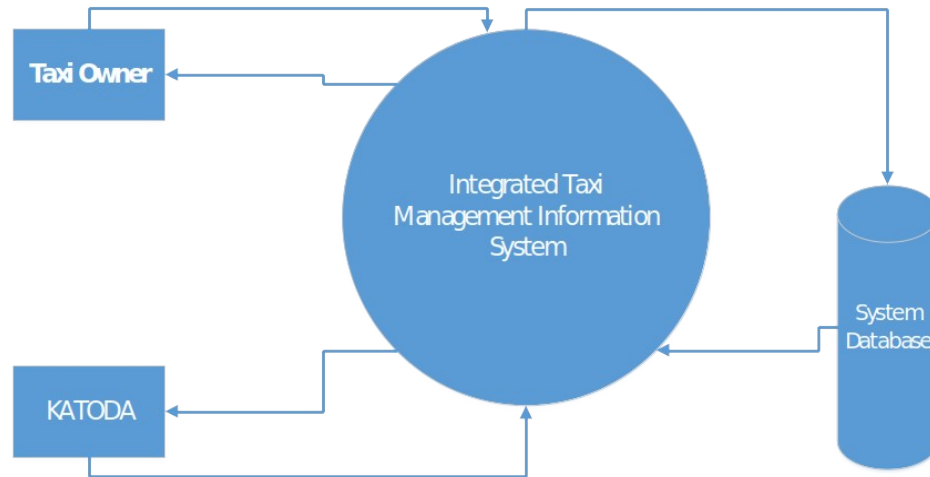 Taxi Owner
Integrated Taxi
Management Information
System
System
Database
KATODA